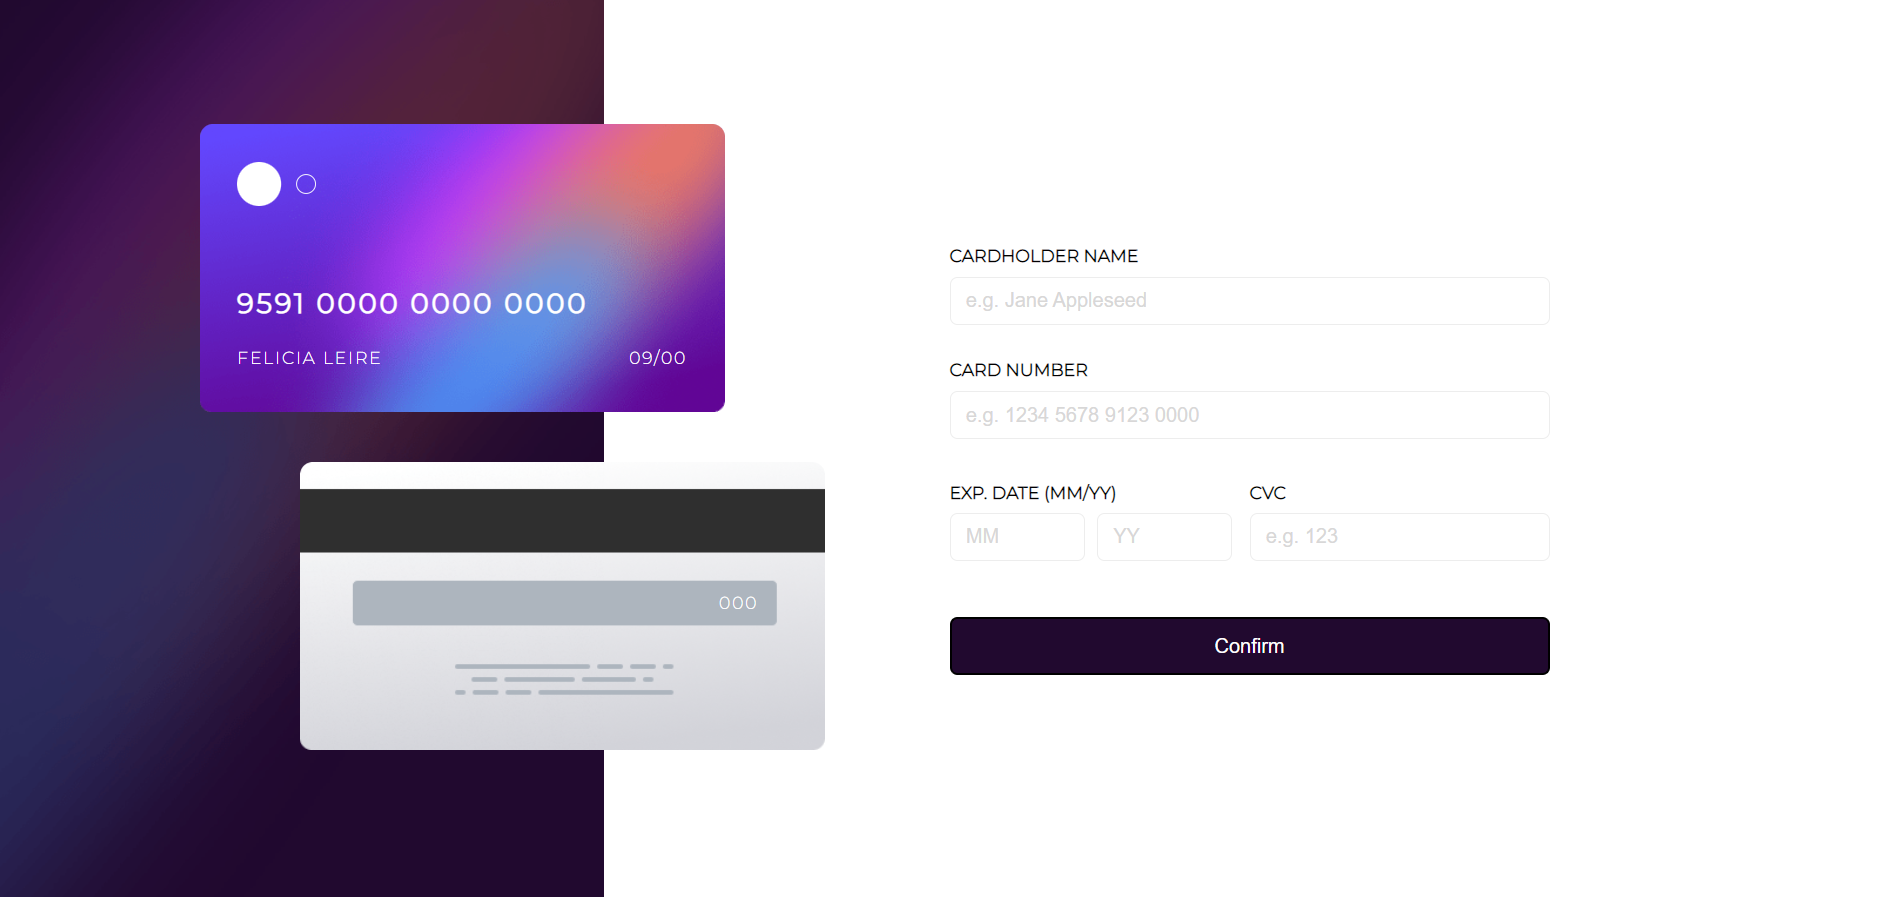 9591 0000 0000 0000
FELICIA LEIRE 09/00
000
CARDHOLDER NAME
e.g. Jane Appleseed
CARD NUMBER
e.g. 1234 5678 9123 0000
EXP. DATE (MM/YY) CVC
MM YY e.g. 123
Confirm